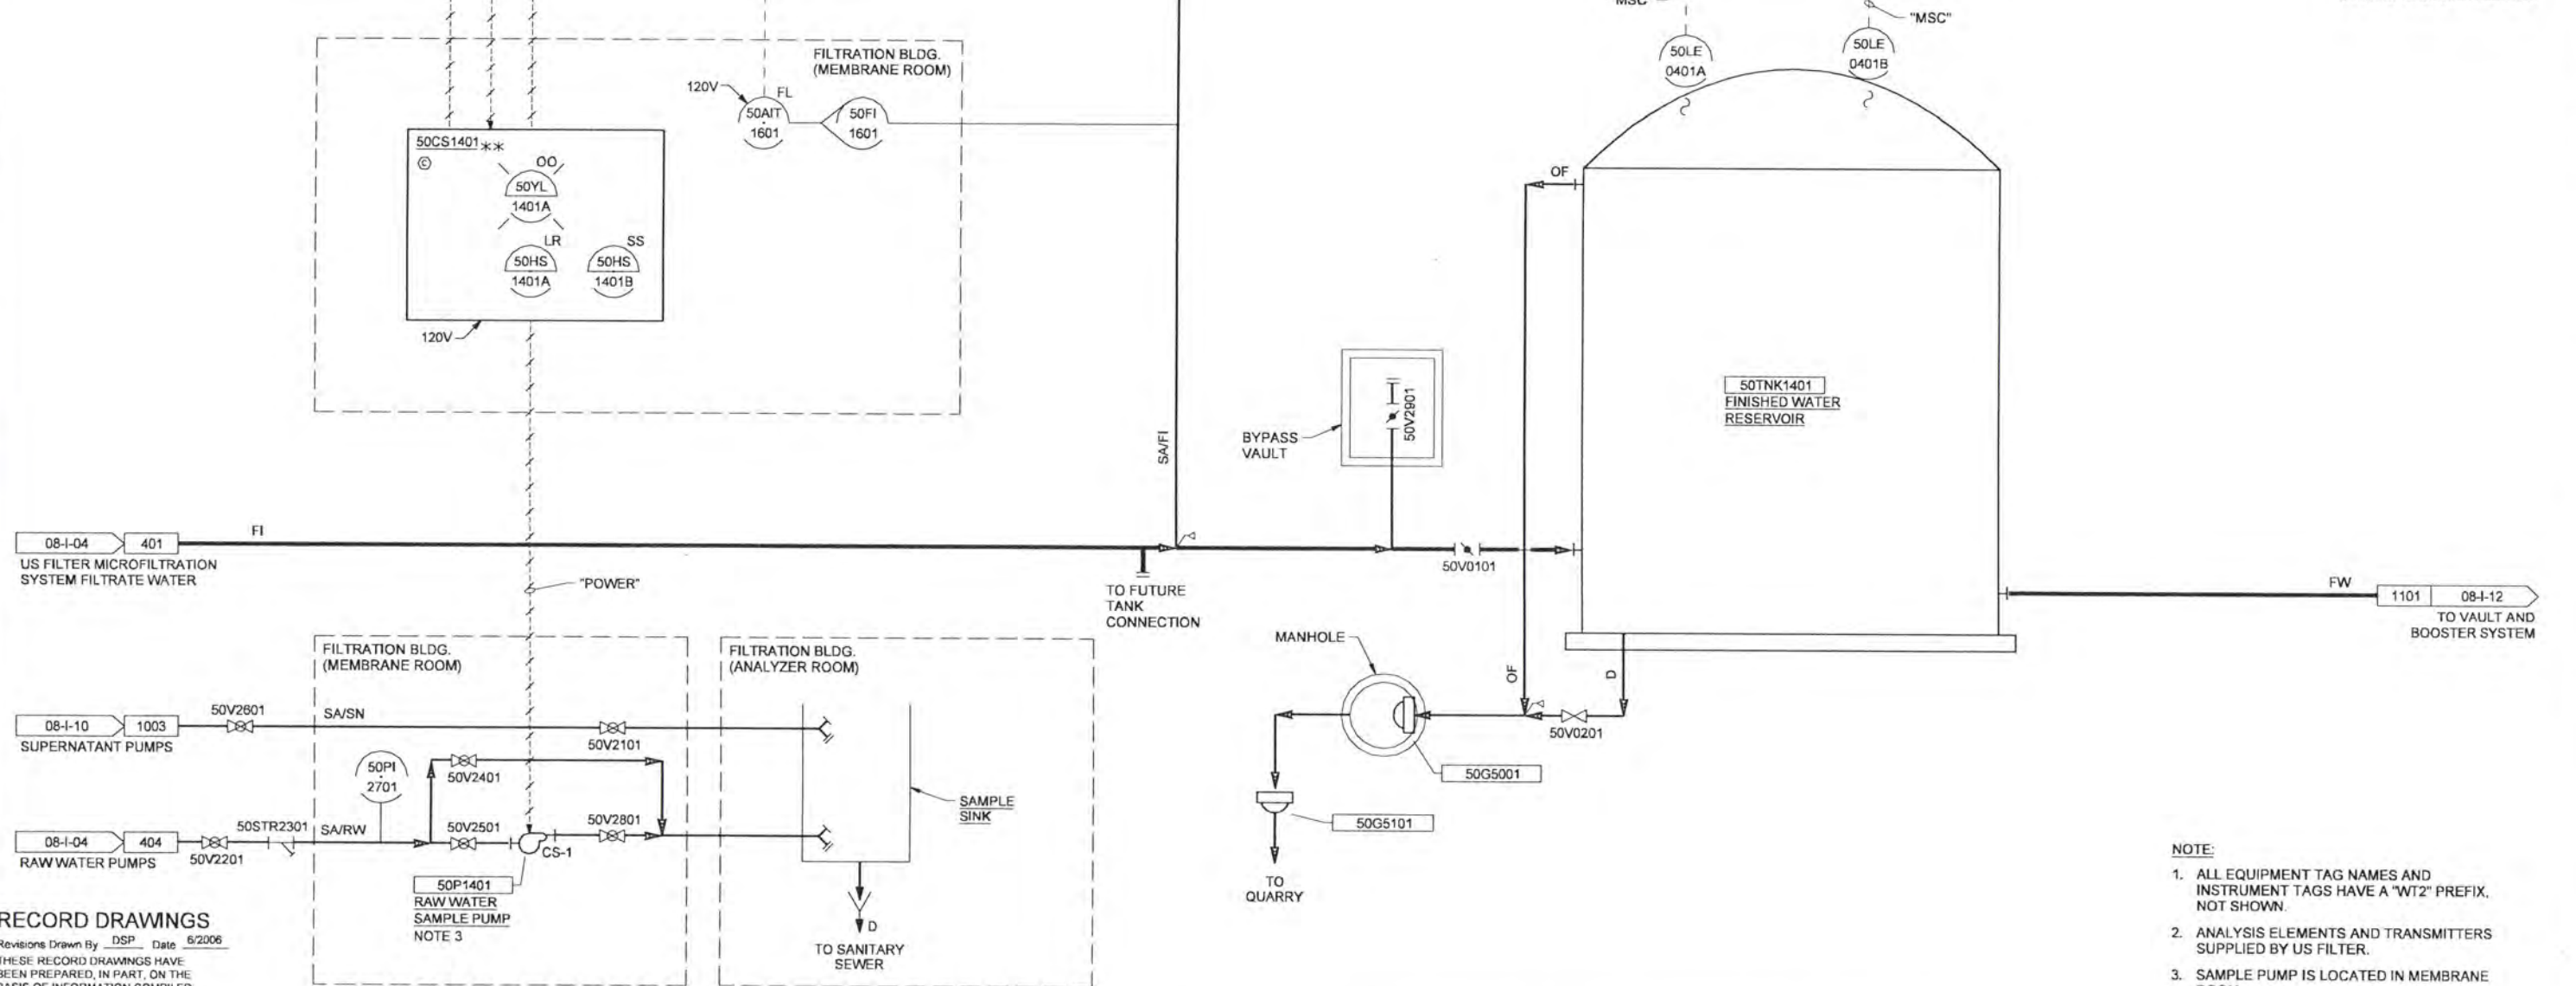 "MSC"
50LE
0401A
50LE
0401B
FILTRATION BLDG.
(MEMBRANE ROOM)
120V
FL
50AIT
1601
50FI
1601
50CS1401 **
C
OO
50YL
1401A
LR
50HS
1401A
SS
50HS
1401B
120V
OF
SA/FI
BYPASS
VAULT
50V2901
50TNK1401
FINISHED WATER
RESERVOIR
08-I-04 401
FI
US FILTER MICROFILTRATION
SYSTEM FILTRATE WATER
"POWER"
TO FUTURE
TANK
CONNECTION
50V0101
FW
1101 08-I-12
TO VAULT AND
BOOSTER SYSTEM
MANHOLE
OF
D
50V0201
50G5001
50G5101
TO
QUARRY
FILTRATION BLDG.
(MEMBRANE ROOM)
FILTRATION BLDG.
(ANALYZER ROOM)
08-I-10 1003
SUPERNATANT PUMPS
50V2601
SA/SN
50V2101
50PI
2701
50V2401
08-I-04 404
RAW WATER PUMPS
50V2201
50STR2301
SA/RW
50V2501
CS-1
50V2801
50P1401
RAW WATER
SAMPLE PUMP
NOTE 3
SAMPLE
SINK
D
TO SANITARY
SEWER
RECORD DRAWINGS
Revisions Drawn By DSP Date 6/2006
THESE RECORD DRAWINGS HAVE
BEEN PREPARED, IN PART, ON THE
NOTE:
1. ALL EQUIPMENT TAG NAMES AND
INSTRUMENT TAGS HAVE A "WT2" PREFIX,
NOT SHOWN.
2. ANALYSIS ELEMENTS AND TRANSMITTERS
SUPPLIED BY US FILTER.
3. SAMPLE PUMP IS LOCATED IN MEMBRANE